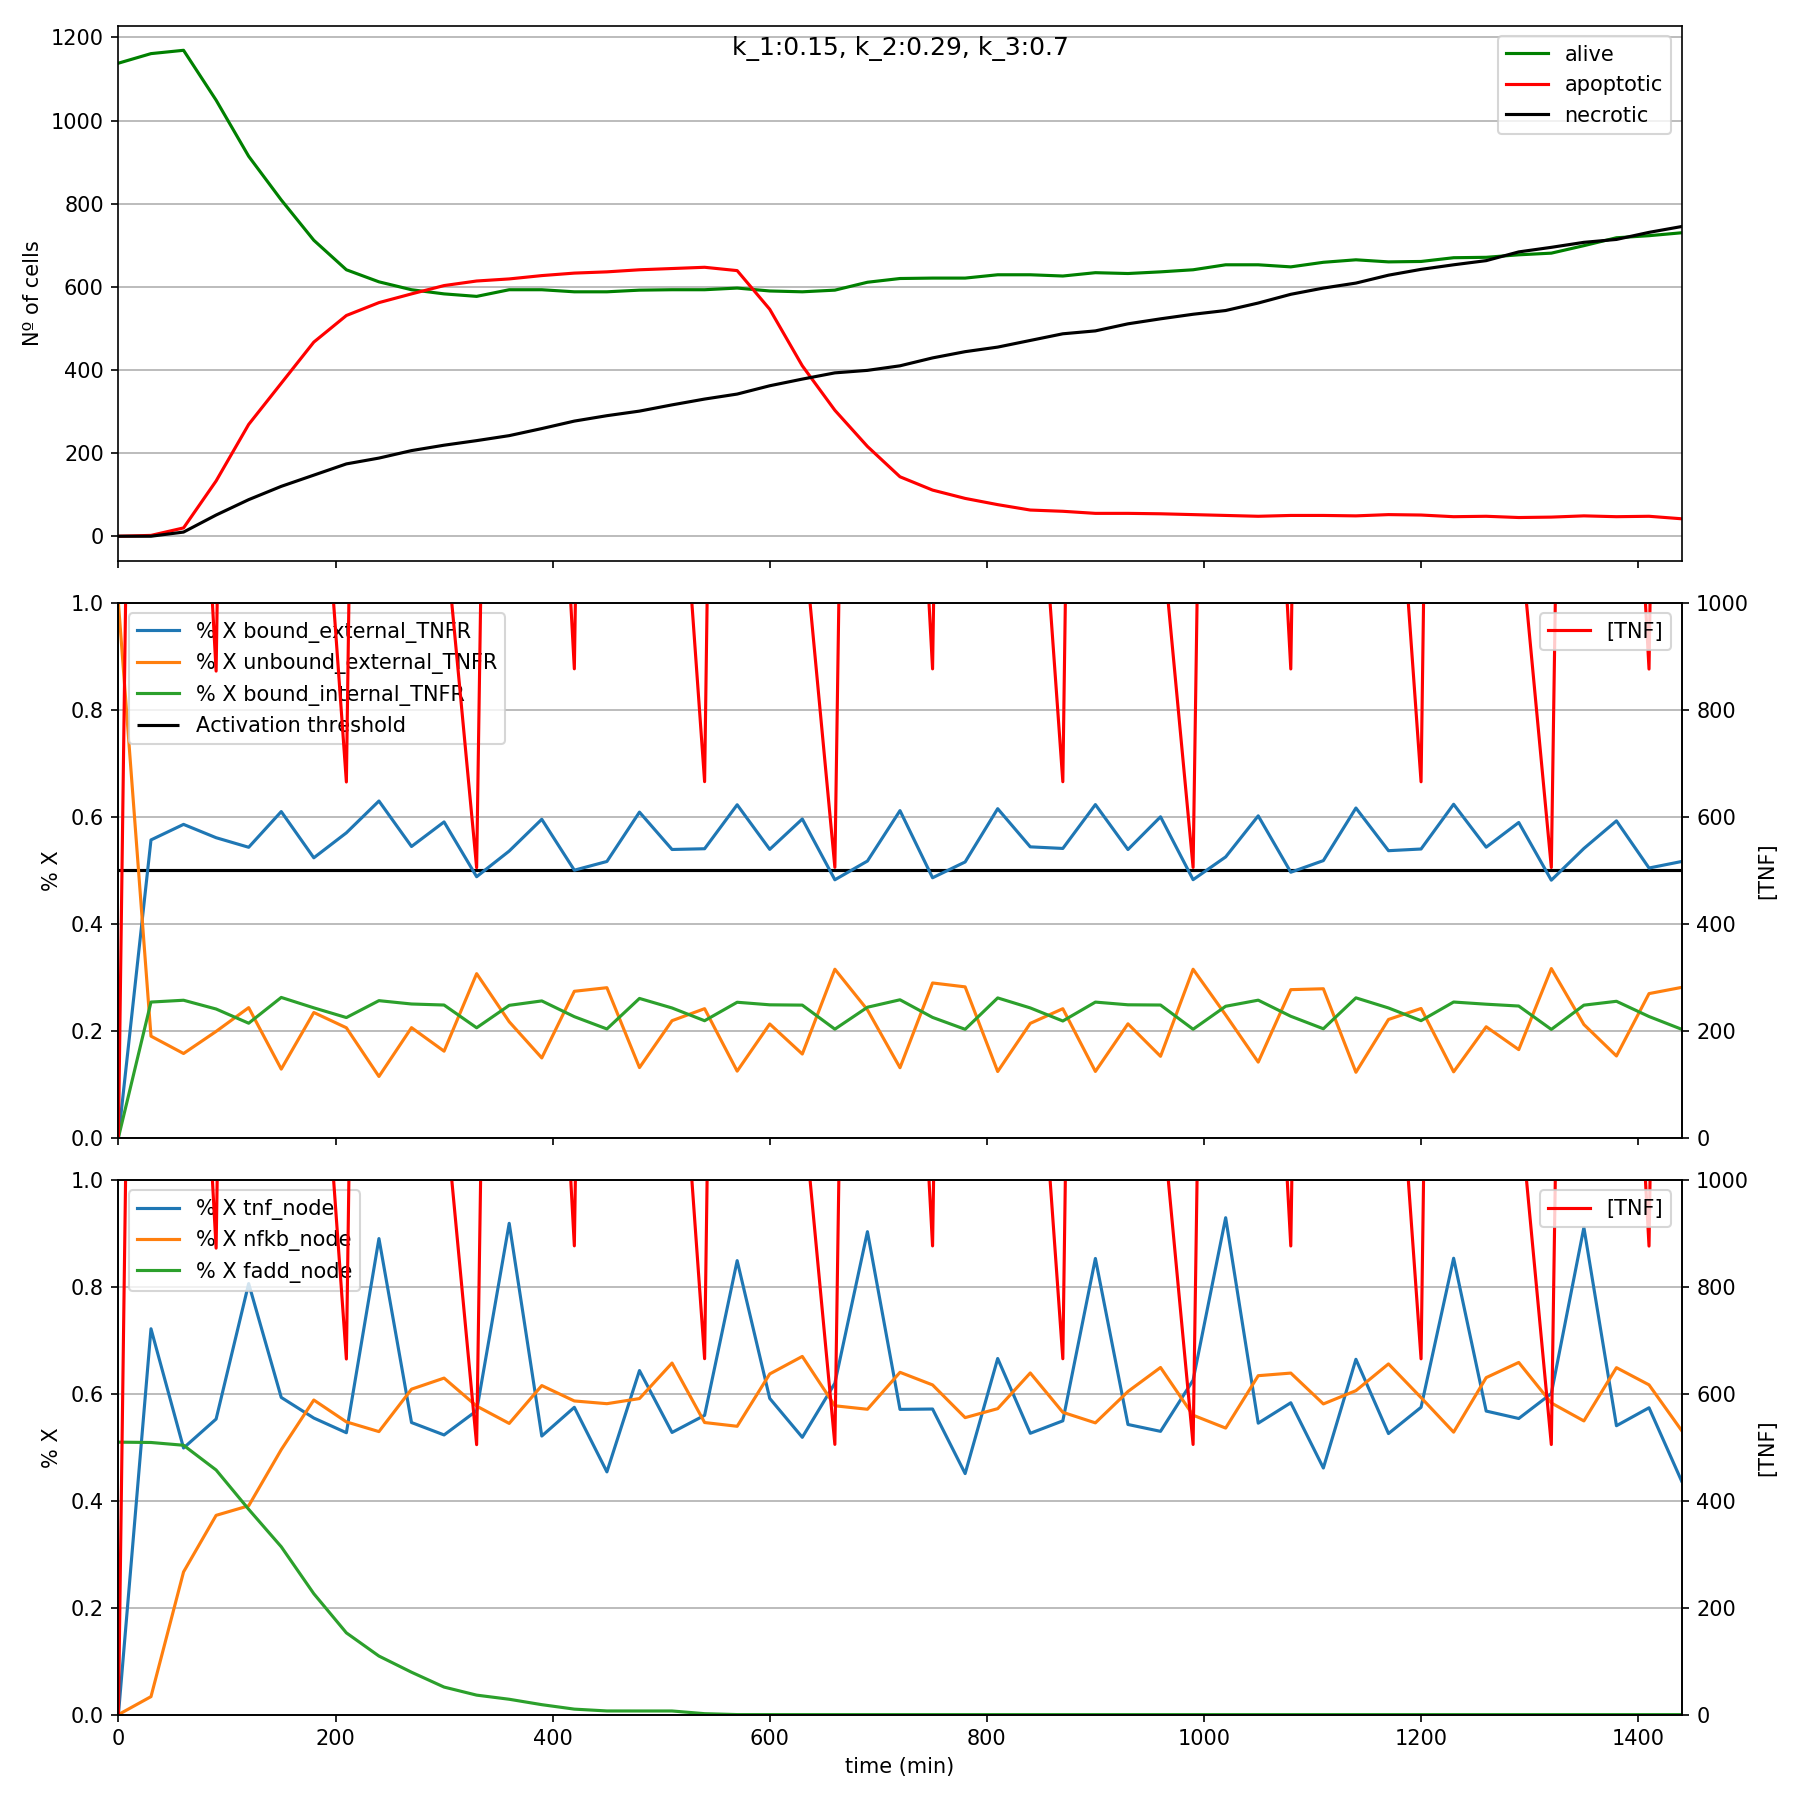 k_1:0.15, k_2:0.29, k_3:0.7
1200
1000
800
600
400
200
0
Nº of cells
alive
apoptotic
necrotic
1.0
0.8
0.6
0.4
0.2
0.0
% X
% X bound_external_TNFR
% X unbound_external_TNFR
% X bound_internal_TNFR
Activation threshold
[TNF]
1000
800
600
400
200
0
[TNF]
1.0
0.8
0.6
0.4
0.2
0.0
% X
% X tnf_node
% X nfkb_node
% X fadd_node
[TNF]
1000
800
600
400
200
0
[TNF]
0 200 400 600 800 1000 1200 1400
time (min)